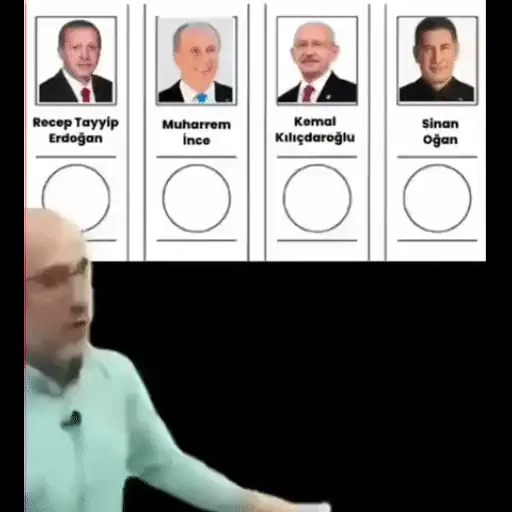 Recep Tayyip
Erdoğan
Muharrem
İnce
Kemal
Kılıçdaroğlu
Sinan
Oğan